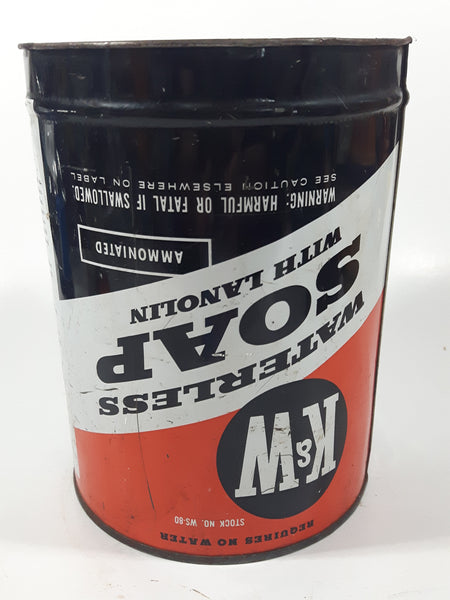 REQUIRES NO WATER
STOCK NO. WS-80
K&W
WATERLESS
SOAP
WITH LANOLIN
AMMONIATED
WARNING: HARMFUL OR FATAL IF SWALLOWED.
SEE CAUTION ELSEWHERE ON LABEL